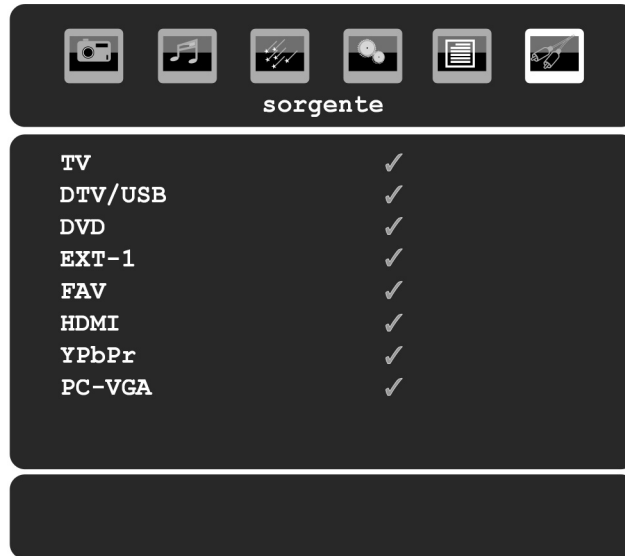 sorgente
TV
DTV/USB
DVD
EXT-1
FAV
HDMI
YPbPr
PC-VGA